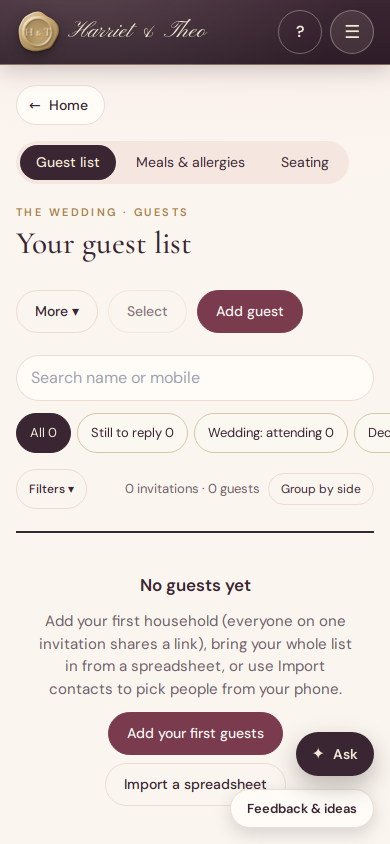 H & T
Harriet & Theo
?
☰
← Home
Guest list
Meals & allergies
Seating
THE WEDDING · GUESTS
Your guest list
More ▾
Select
Add guest
Search name or mobile
All 0
Still to reply 0
Wedding: attending 0
Dec
Filters ▾
0 invitations · 0 guests
Group by side
No guests yet
Add your first household (everyone on one
invitation shares a link), bring your whole list
in from a spreadsheet, or use Import
contacts to pick people from your phone.
Add your first guests
✦ Ask
Import a spreadsheet
Feedback & ideas